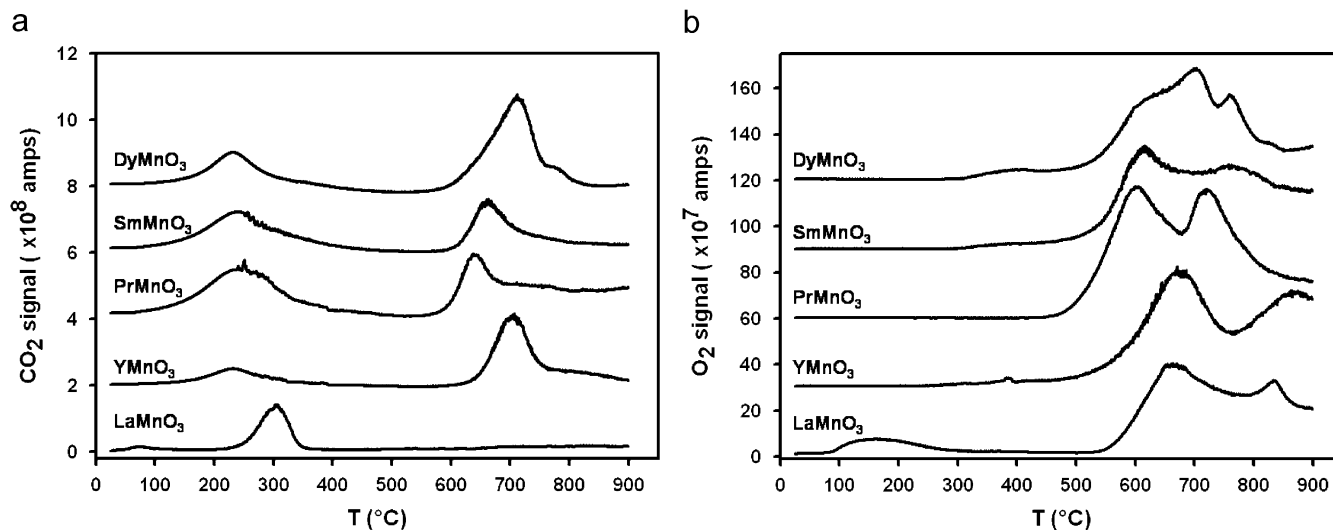 a
CO2 signal ( x10^8 amps)
12
10
8
6
4
2
0
DyMnO3
SmMnO3
PrMnO3
YMnO3
LaMnO3
0 100 200 300 400 500 600 700 800 900
T (°C)
b
O2 signal ( x10^7 amps)
160
140
120
100
80
60
40
20
0
DyMnO3
SmMnO3
PrMnO3
YMnO3
LaMnO3
0 100 200 300 400 500 600 700 800 900
T (°C)